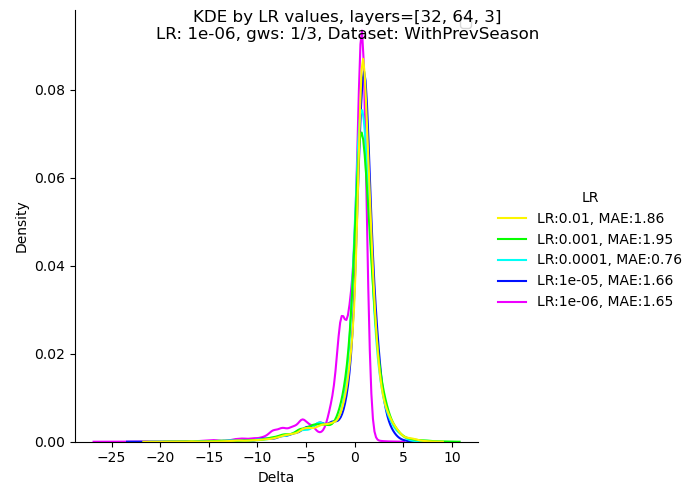 KDE by LR values, layers=[32, 64, 3]
LR: 1e-06, gws: 1/3, Dataset: WithPrevSeason
0.08
0.06
0.04
0.02
0.00
Density
−25 −20 −15 −10 −5 0 5 10
Delta
LR
LR:0.01, MAE:1.86
LR:0.001, MAE:1.95
LR:0.0001, MAE:0.76
LR:1e-05, MAE:1.66
LR:1e-06, MAE:1.65